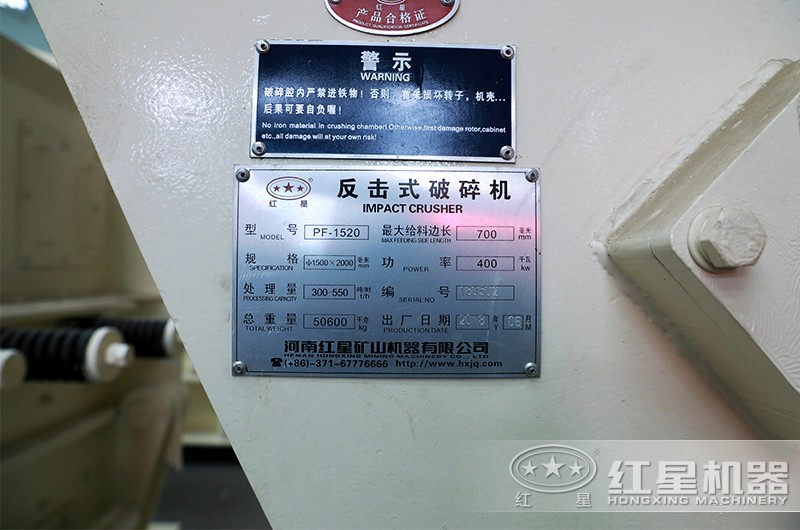 红星
产品合格证
PRODUCT QUALIFICATION CERTIFICATE
警示
WARNING
破碎腔内严禁进铁物！否则，首先损坏转子，机壳...
后果可要自负喔！
No iron material in crushing chamber! Otherwise,first damage rotor,cabinet
etc.,all damage will at your own risk!
® 反击式破碎机
红星 IMPACT CRUSHER
型号 MODEL PF-1520 最大给料边长 MAX FEEDING SIDE LENGTH 700 毫米 mm
规格 SPECIFICATION φ1500×2000 毫米 mm 功率 POWER 400 千瓦 kw
处理量 PROCESSING CAPACITY 300-550 吨/时 t/h 编号 SERIAL NO
总重量 TOTAL WEIGHT 50600 千克 kg 出厂日期 PRODUCTION DATE 2018 年 Y 06 月 M
河南红星矿山机器有限公司
HENAN HONGXING MINING MACHINERY CO., LTD
☎(+86)-371-67776666 http://www.hxjq.com
® 红星机器
红星 HONGXING MACHINERY